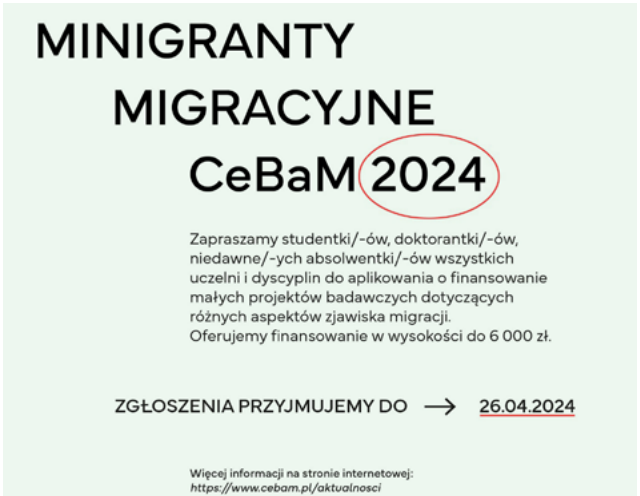 MINIGRANTY
MIGRACYJNE
CeBaM 2024
Zapraszamy studentki/-ów, doktorantki/-ów,
niedawne/-ych absolwentki/-ów wszystkich
uczelni i dyscyplin do aplikowania o finansowanie
małych projektów badawczych dotyczących
różnych aspektów zjawiska migracji.
Oferujemy finansowanie w wysokości do 6 000 zł.
ZGŁOSZENIA PRZYJMUJEMY DO → 26.04.2024
Więcej informacji na stronie internetowej:
https://www.cebam.pl/aktualnosci